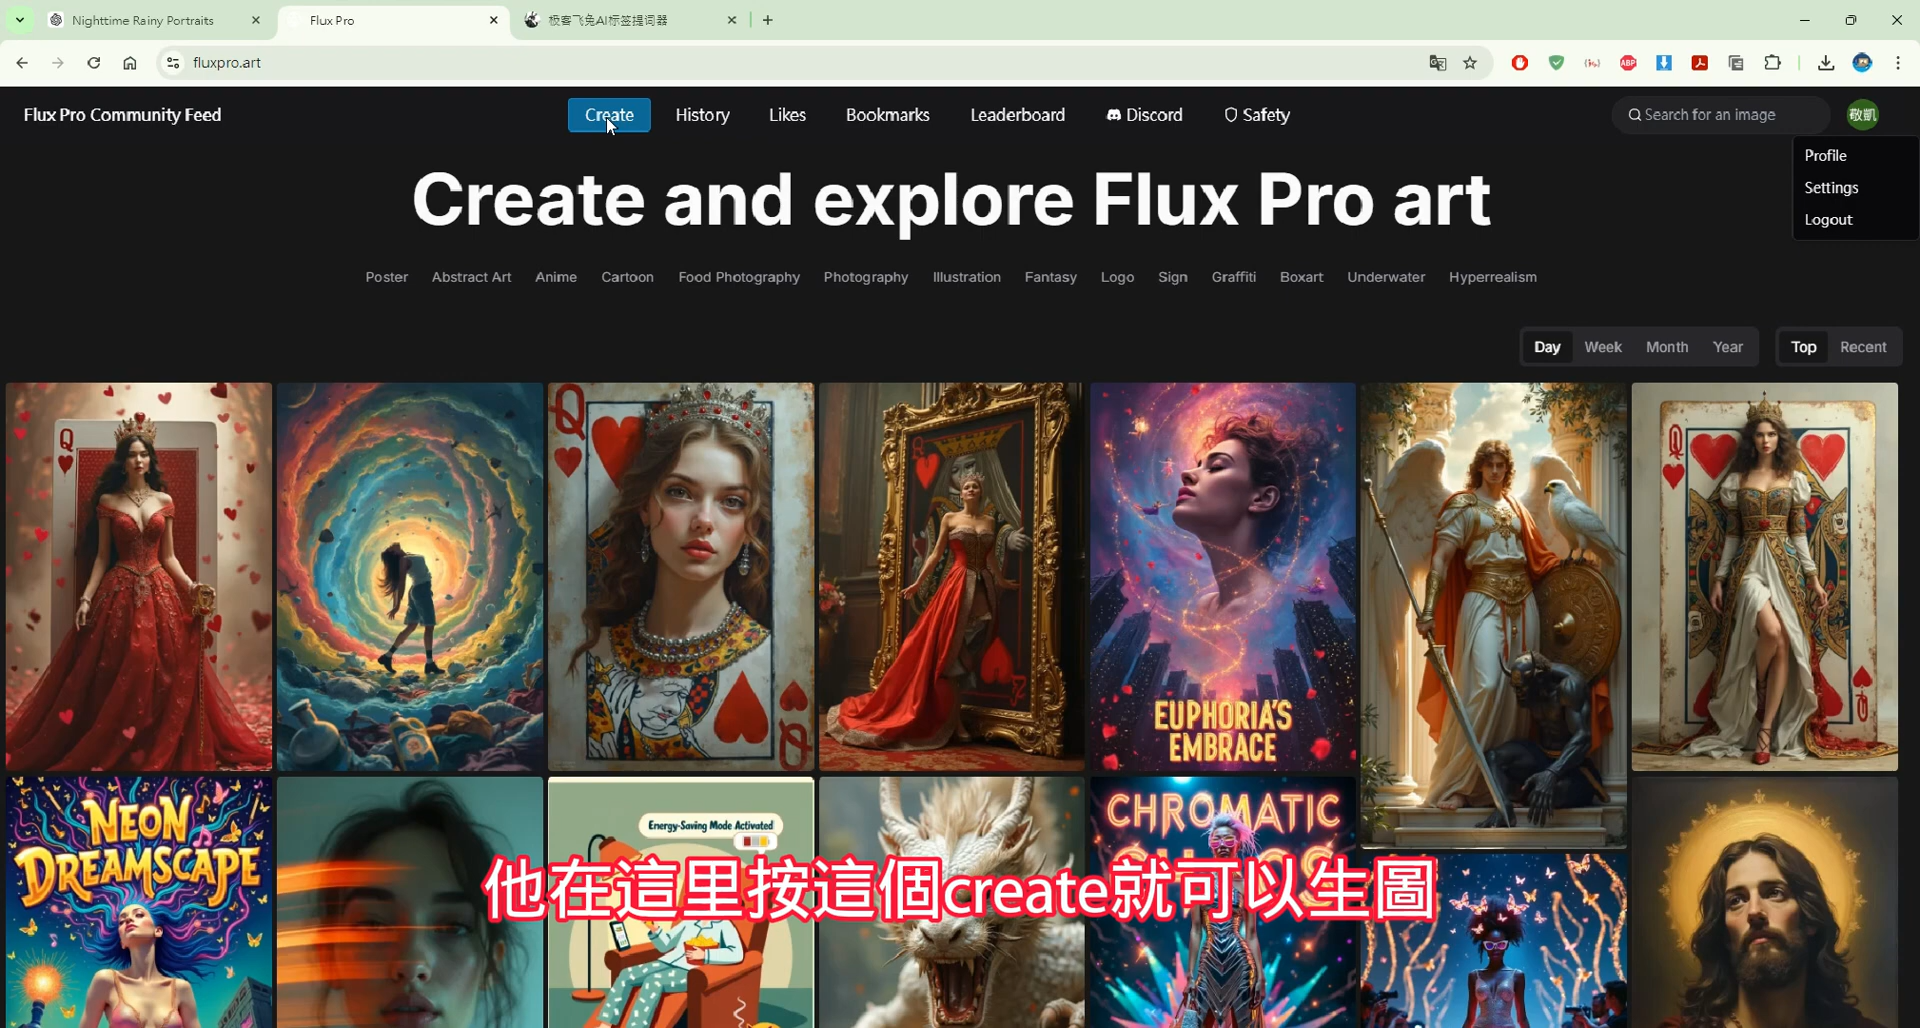 Nighttime Rainy Portraits
Flux Pro
极客飞兔AI标签提词器
fluxpro.art
ABP
Flux Pro Community Feed
Create
History
Likes
Bookmarks
Leaderboard
Discord
Safety
Search for an image
敬凱
Profile
Settings
Logout
Create and explore Flux Pro art
Poster
Abstract Art
Anime
Cartoon
Food Photography
Photography
Illustration
Fantasy
Logo
Sign
Graffiti
Boxart
Underwater
Hyperrealism
Day
Week
Month
Year
Top
Recent
Q
Q
Q
Q
EUPHORIA'S
EMBRACE
NEON
DREAMSCAPE
Energy-Saving Mode Activated
CHROMATIC
他在這里按這個create就可以生圖